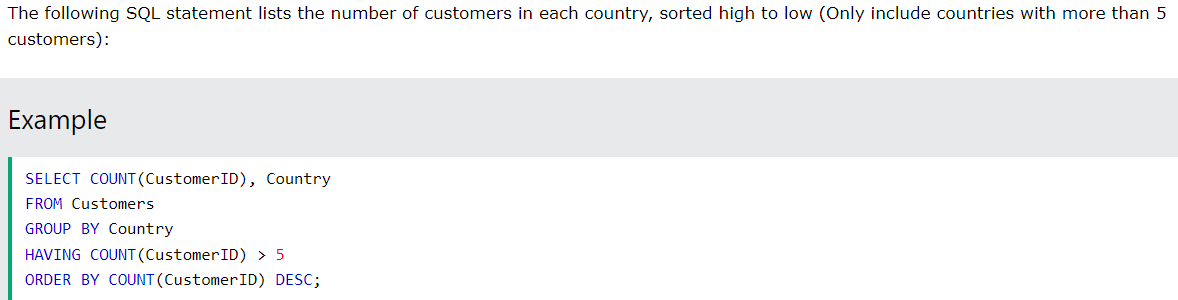 The following SQL statement lists the number of customers in each country, sorted high to low (Only include countries with more than 5
customers):
Example
SELECT COUNT(CustomerID), Country
FROM Customers
GROUP BY Country
HAVING COUNT(CustomerID) > 5
ORDER BY COUNT(CustomerID) DESC;